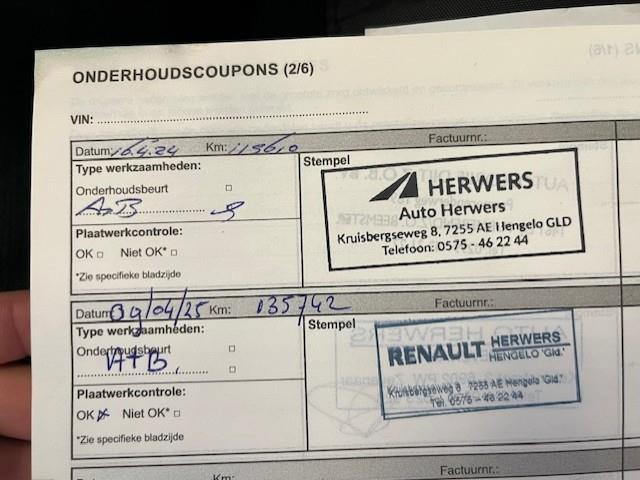 ONDERHOUDSCOUPONS (2/6)
VIN:
Datum: 16.4.24 Km: 119610 Factuurnr.:
Type werkzaamheden:
Stempel
Onderhoudsbeurt
A+B
Plaatwerkcontrole:
OK Niet OK*
*Zie specifieke bladzijde
HERWERS
Auto Herwers
Kruisbergseweg 8, 7255 AE Hengelo GLD
Telefoon: 0575 - 46 22 44
Datum: 09/04/25 Km: 135742 Factuurnr.:
Type werkzaamheden:
Stempel
Onderhoudsbeurt
A+B
Plaatwerkcontrole:
OK Niet OK*
*Zie specifieke bladzijde
RENAULT HERWERS
HENGELO 'Gld.'
Kruisbergseweg 8 7255 AE Hengelo 'Gld.'
Tel. 0575 - 46 22 44
Km: Factuurnr.: